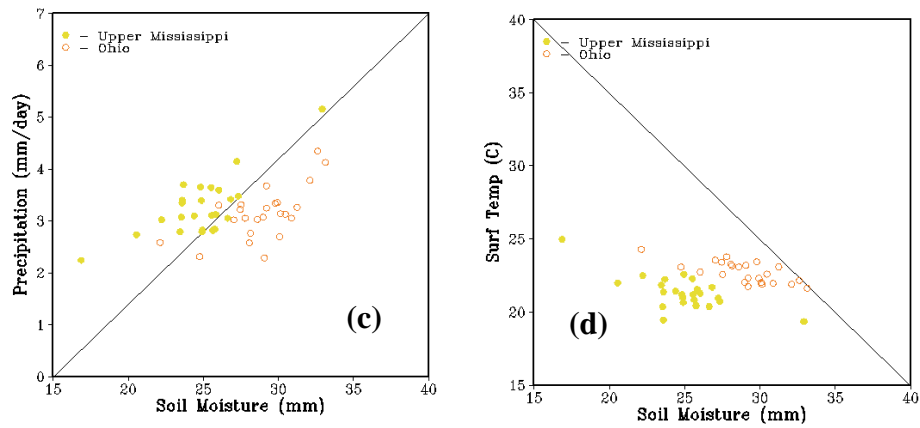 7
6
5
4
3
2
1
0
Precipitation (mm/day)
– Upper Mississippi
– Ohio
(c)
15 20 25 30 35 40
Soil Moisture (mm)
40
35
30
25
20
15
Surf Temp (C)
– Upper Mississippi
– Ohio
(d)
15 20 25 30 35 40
Soil Moisture (mm)